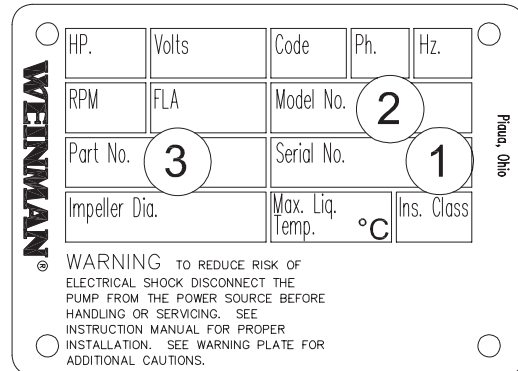 HP. Volts Code Ph. Hz.
RPM FLA Model No. 2
Part No. 3 Serial No. 1
Impeller Dia. Max. Liq. Temp. °C Ins. Class
WEINMAN®
Piaua, Ohio
WARNING TO REDUCE RISK OF
ELECTRICAL SHOCK DISCONNECT THE
PUMP FROM THE POWER SOURCE BEFORE
HANDLING OR SERVICING. SEE
INSTRUCTION MANUAL FOR PROPER
INSTALLATION. SEE WARNING PLATE FOR
ADDITIONAL CAUTIONS.